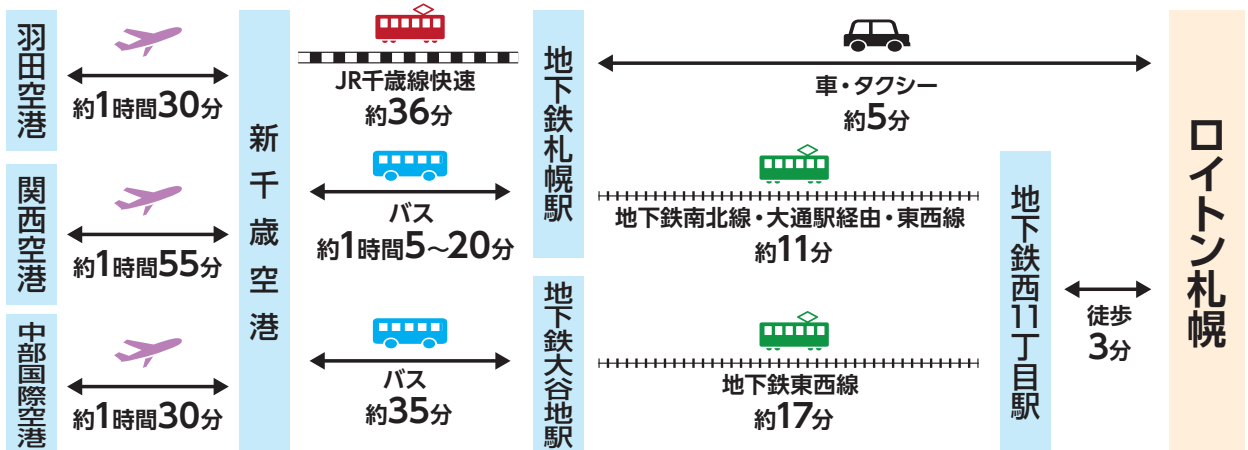 羽田空港
約1時間30分
関西空港
約1時間55分
中部国際空港
約1時間30分
新千歳空港
JR千歳線快速
約36分
バス
約1時間5〜20分
バス
約35分
地下鉄札幌駅
地下鉄大谷地駅
車・タクシー
約5分
地下鉄南北線・大通駅経由・東西線
約11分
地下鉄東西線
約17分
地下鉄西11丁目駅
徒歩
3分
ロイトン札幌